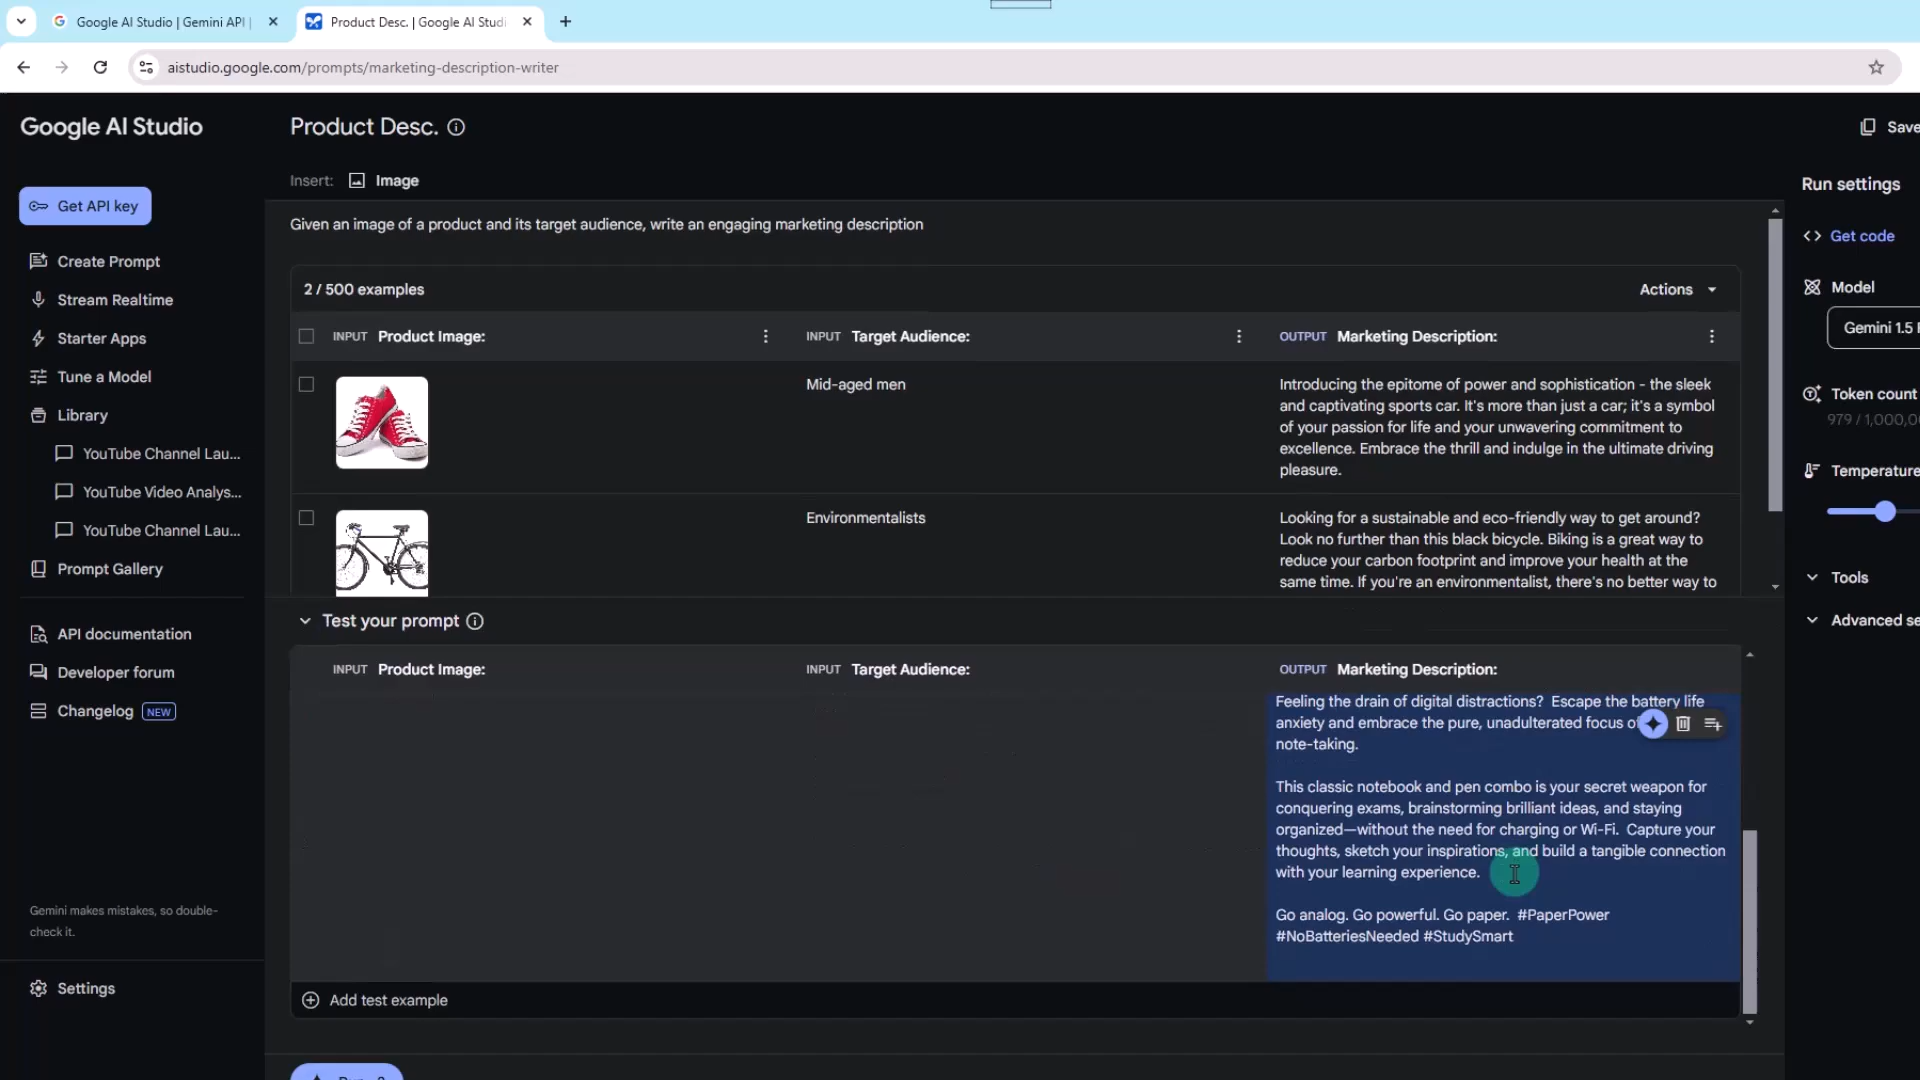 Google AI Studio | Gemini API |
Product Desc. | Google AI Studi
aistudio.google.com/prompts/marketing-description-writer
Google AI Studio
Product Desc.
Save
Insert: Image
Get API key
Run settings
Given an image of a product and its target audience, write an engaging marketing description
Get code
Create Prompt
2 / 500 examples
Actions
Model
Stream Realtime
Gemini 1.5
Starter Apps
INPUT Product Image:
INPUT Target Audience:
OUTPUT Marketing Description:
Tune a Model
Mid-aged men
Introducing the epitome of power and sophistication - the sleek
and captivating sports car. It's more than just a car; it's a symbol
of your passion for life and your unwavering commitment to
excellence. Embrace the thrill and indulge in the ultimate driving
pleasure.
Token count
979 / 1,000,0
Library
YouTube Channel Lau...
YouTube Video Analys...
YouTube Channel Lau...
Temperature
Environmentalists
Looking for a sustainable and eco-friendly way to get around?
Look no further than this black bicycle. Biking is a great way to
reduce your carbon footprint and improve your health at the
same time. If you're an environmentalist, there's no better way to
Prompt Gallery
Tools
Advanced se
Test your prompt
API documentation
Developer forum
Changelog NEW
INPUT Product Image:
INPUT Target Audience:
OUTPUT Marketing Description:
Feeling the drain of digital distractions? Escape the battery life
anxiety and embrace the pure, unadulterated focus of
note-taking.
This classic notebook and pen combo is your secret weapon for
conquering exams, brainstorming brilliant ideas, and staying
organized—without the need for charging or Wi-Fi. Capture your
thoughts, sketch your inspirations, and build a tangible connection
with your learning experience.
Go analog. Go powerful. Go paper. #PaperPower
#NoBatteriesNeeded #StudySmart
Gemini makes mistakes, so double-
check it.
Settings
Add test example